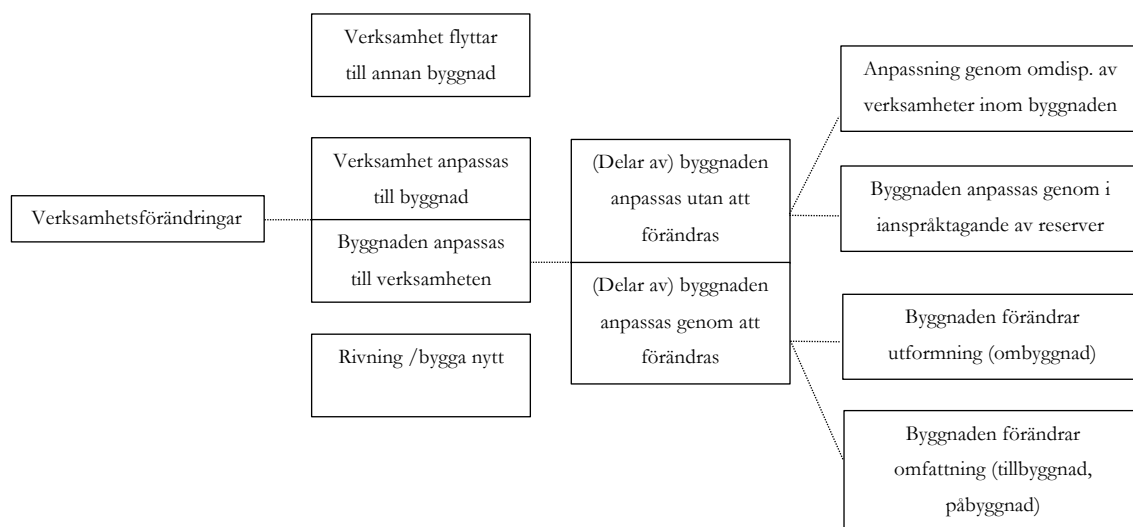 Verksamhetsförändringar
Verksamhet flyttar
till annan byggnad
Verksamhet anpassas
till byggnad
Byggnaden anpassas
till verksamheten
Rivning /bygga nytt
(Delar av) byggnaden
anpassas utan att
förändras
(Delar av) byggnaden
anpassas genom att
förändras
Anpassning genom omdisp. av
verksamheter inom byggnaden
Byggnaden anpassas genom i
ianspråktagande av reserver
Byggnaden förändrar
utformning (ombyggnad)
Byggnaden förändrar
omfattning (tillbyggnad,
påbyggnad)